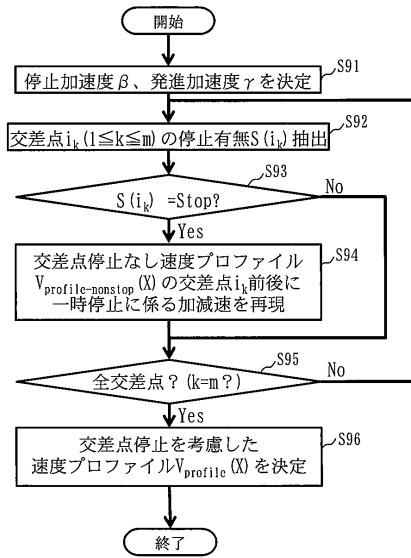 開始
停止加速度β、発進加速度γを決定
S91
交差点ik(1≦k≦m)の停止有無S(ik)抽出
S92
S(ik) =Stop?
S93
No
Yes
交差点停止なし速度プロファイル
Vprofile-nonstop(X)の交差点ik前後に
一時停止に係る加減速を再現
S94
全交差点?(k=m?)
S95
No
Yes
交差点停止を考慮した
速度プロファイルVprofile(X)を決定
S96
終了